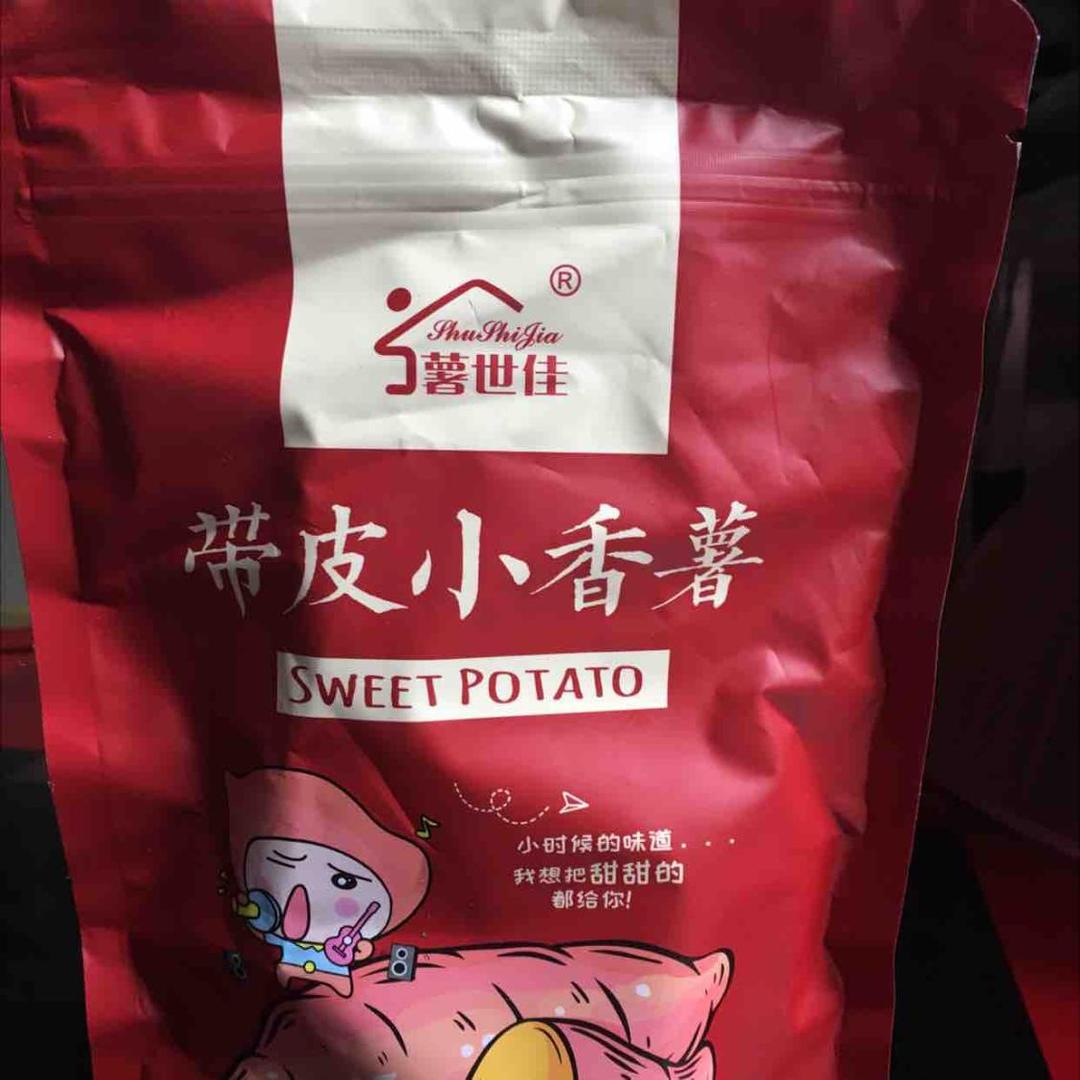 ®
ShuShiJia
薯世佳
带皮小香薯
SWEET POTATO
小时候的味道...
我想把甜甜的
都给你!